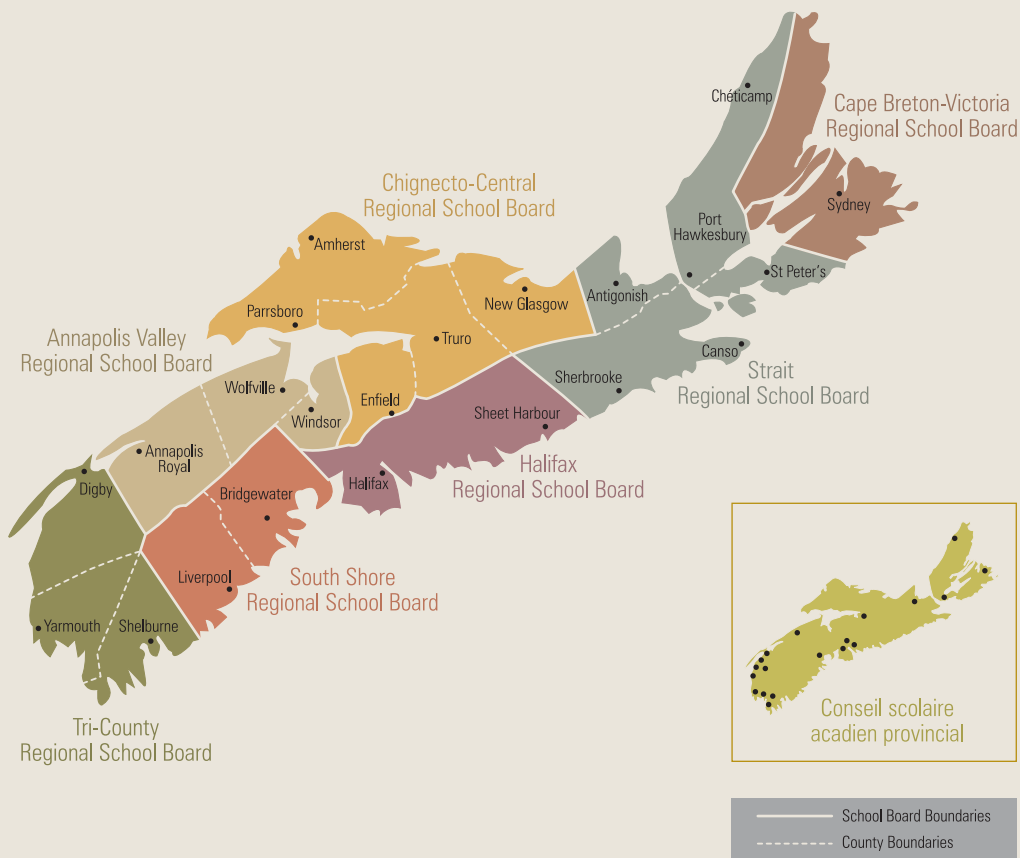 Chéticamp
Cape Breton-Victoria
Regional School Board
Chignecto-Central
Regional School Board
Sydney
Port
Hawkesbury
Amherst
St Peter's
Antigonish
New Glasgow
Parrsboro
Annapolis Valley
Regional School Board
Truro
Canso
Strait
Regional School Board
Sherbrooke
Wolfville
Enfield
Windsor
Sheet Harbour
Annapolis
Royal
Halifax
Regional School Board
Digby
Halifax
Bridgewater
Liverpool
South Shore
Regional School Board
Yarmouth
Shelburne
Tri-County
Regional School Board
Conseil scolaire
acadien provincial
School Board Boundaries
County Boundaries